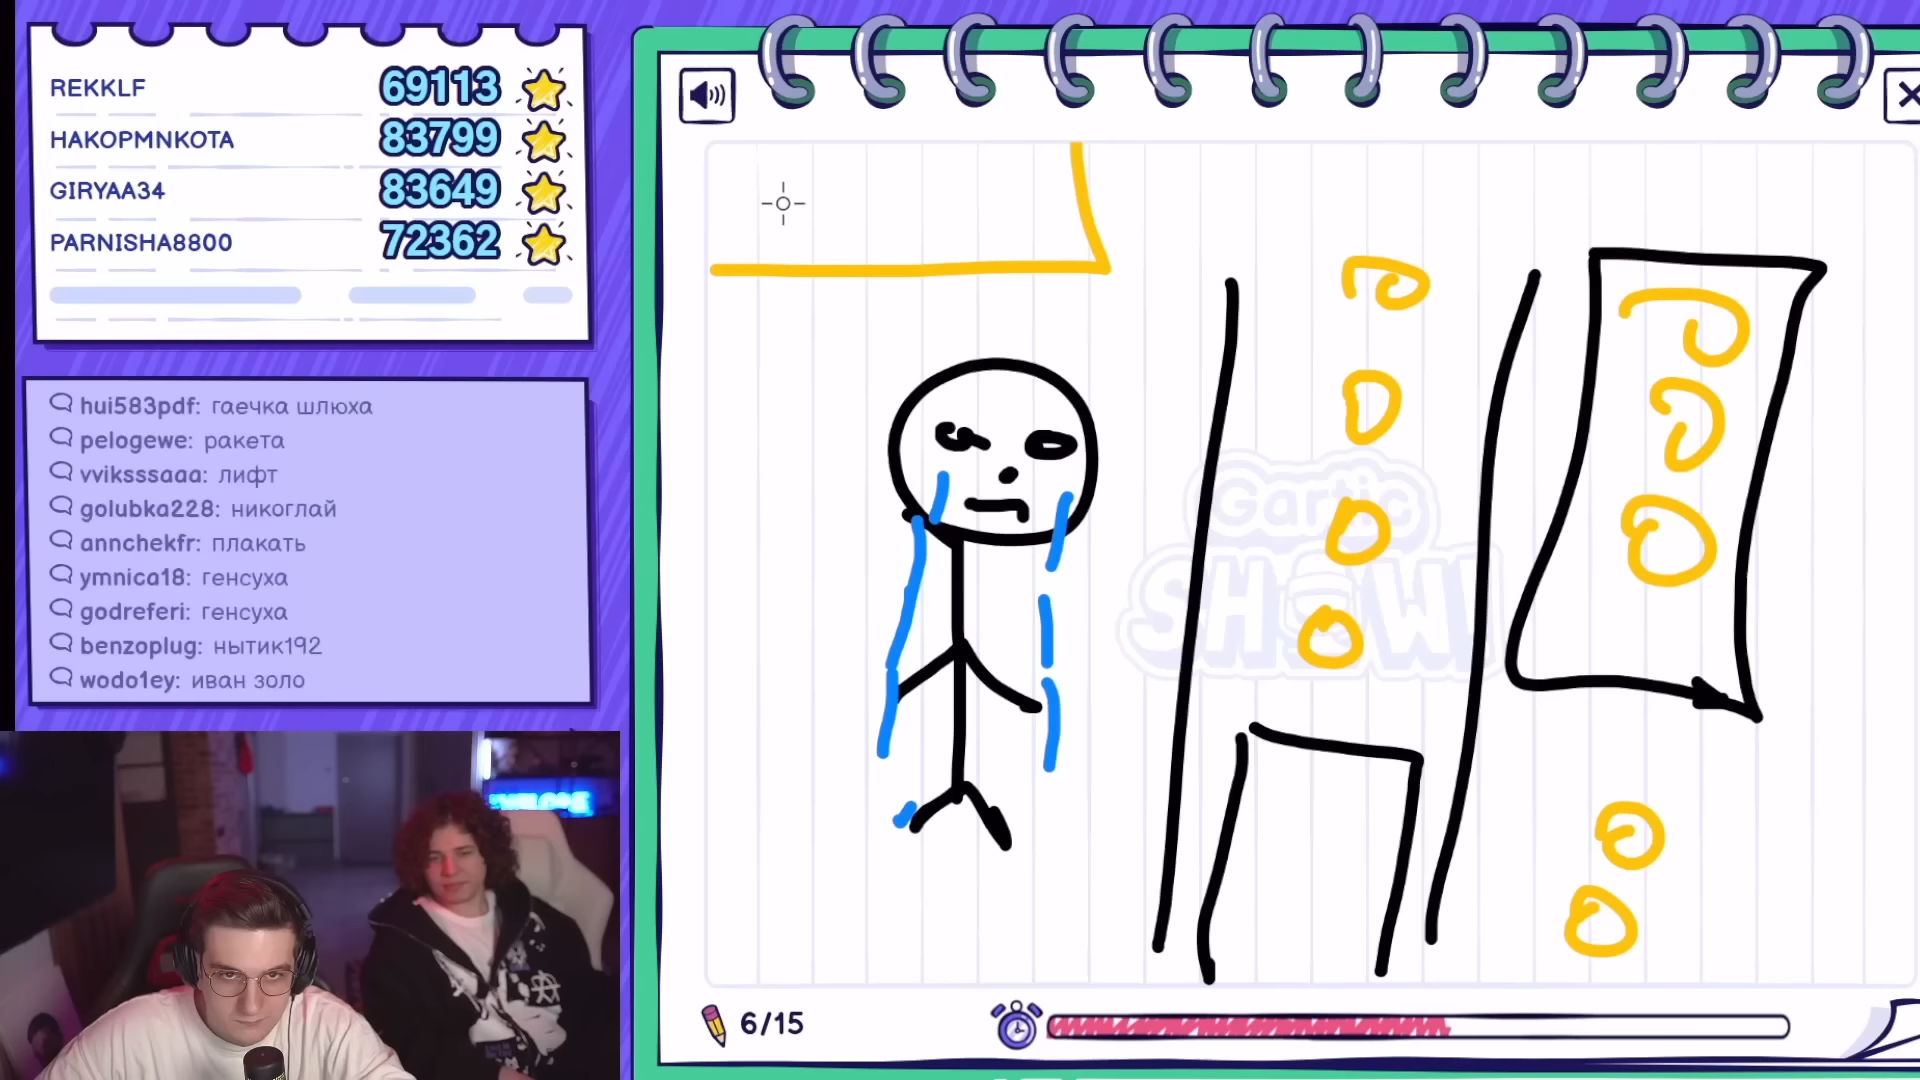 REKKLF 69113
HAKOPMNKOTA 83799
GIRYAA34 83649
PARNISHA8800 72362
hui583pdf: гаечка шлюха
pelogewe: ракета
vviksssaaa: лифт
golubka228: никоглай
annchekfr: плакать
ymnica18: генсуха
godreferi: генсуха
benzoplug: нытик192
wodo1ey: иван золо
Gartic
SHOW!
6/15